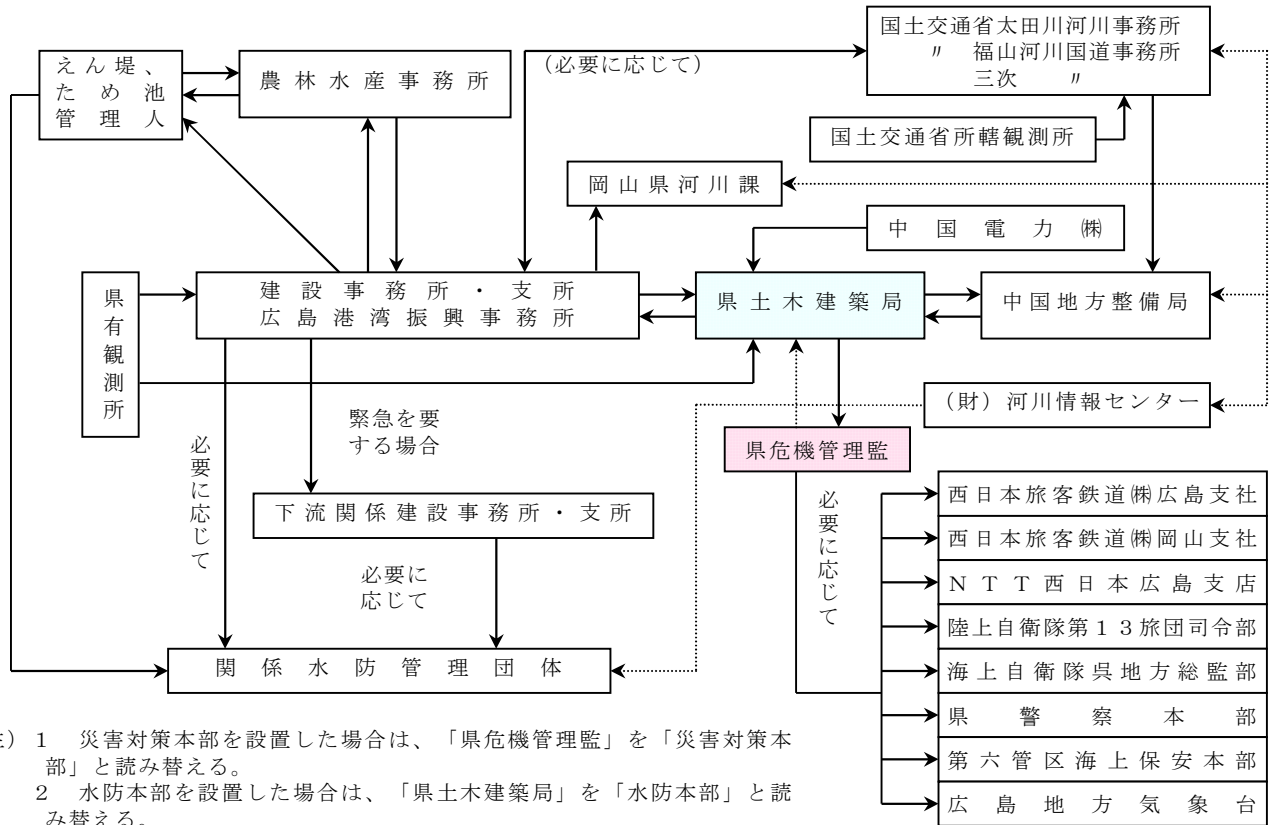 国土交通省太田川河川事務所
〃 福山河川国道事務所
三次 〃
えん堤、
ため池
管理人
農林水産事務所
(必要に応じて)
国土交通省所轄観測所
岡山県河川課
中国電力㈱
県有観測所
建設事務所・支所
広島港湾振興事務所
県土木建築局
中国地方整備局
(財)河川情報センター
緊急を要
する場合
県危機管理監
必要に応じて
下流関係建設事務所・支所
必要に
応じて
必要に応じて
関係水防管理団体
西日本旅客鉄道㈱広島支社
西日本旅客鉄道㈱岡山支社
NTT西日本広島支店
陸上自衛隊第13旅団司令部
海上自衛隊呉地方総監部
県警察本部
第六管区海上保安本部
広島地方気象台
注)1 災害対策本部を設置した場合は、「県危機管理監」を「災害対策本
部」と読み替える。
2 水防本部を設置した場合は、「県土木建築局」を「水防本部」と読
み替える。